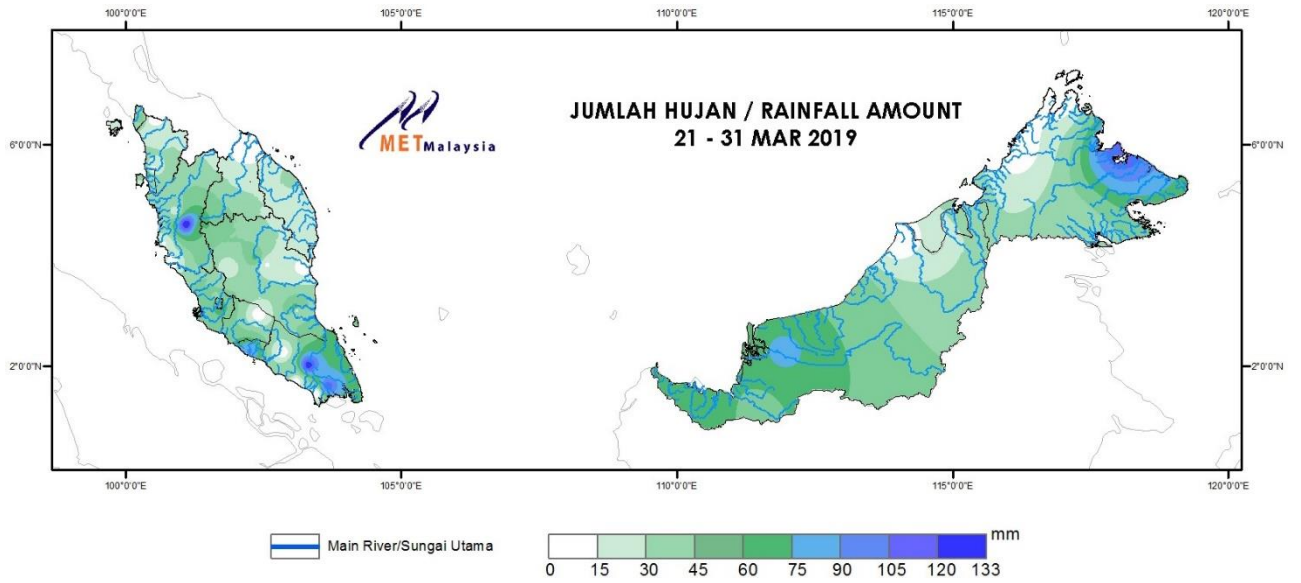 100°0'0"E 105°0'0"E 110°0'0"E 115°0'0"E 120°0'0"E
JUMLAH HUJAN / RAINFALL AMOUNT
21 - 31 MAR 2019
METMalaysia
6°0'0"N 6°0'0"N
2°0'0"N 2°0'0"N
100°0'0"E 105°0'0"E 110°0'0"E 115°0'0"E 120°0'0"E
Main River/Sungai Utama
mm
0 15 30 45 60 75 90 105 120 133